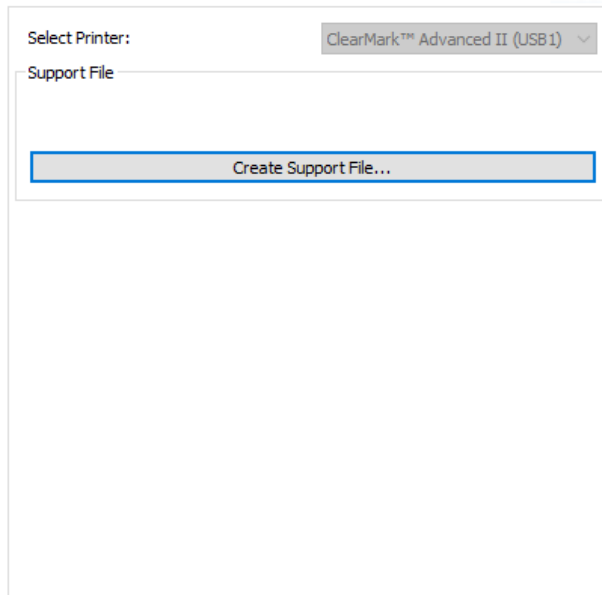 Select Printer:
ClearMark™ Advanced II (USB1)
Support File
Create Support File...